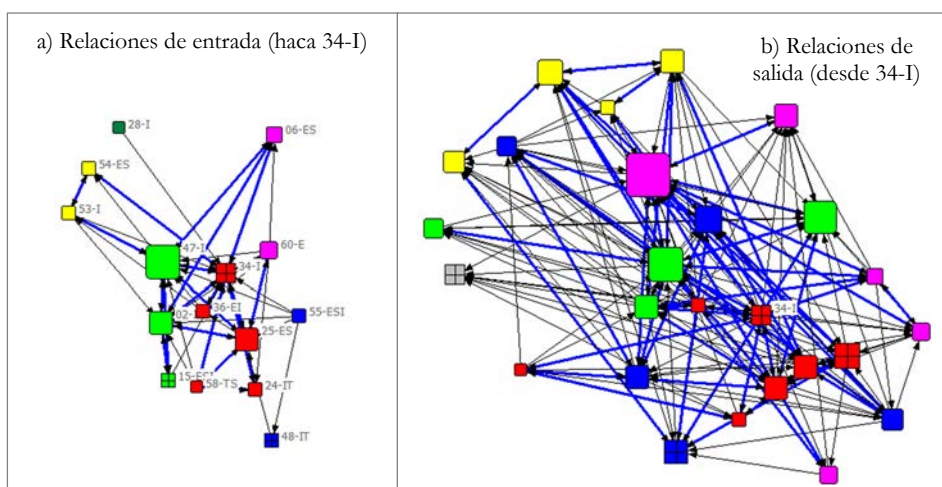 a) Relaciones de entrada (haca 34-I)
b) Relaciones de
salida (desde 34-I)
28-I
06-ES
54-ES
53-I
47-I
60-E
34-I
36-EI
02-
55-ESI
25-ES
15-ESI
58-TS
24-IT
48-IT
34-I